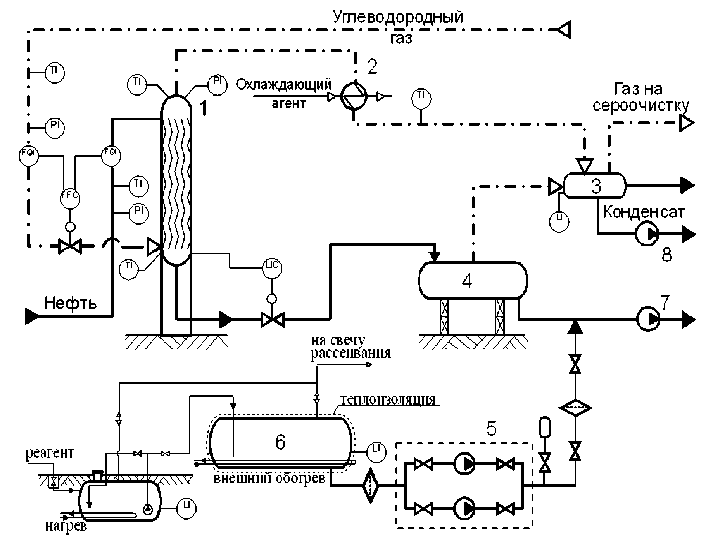 Углеводородный
газ
TI
PI
FQI
FQI
FFC
TI
PI
TI
TI
PI
1
2
Охлаждающий
агент
TI
Газ на
сероочистку
3
LI
Конденсат
8
LIC
4
7
Нефть
на свечу
рассеивания
теплоизоляция
6
LI
внешний обогрев
5
реагент
LI
нагрев